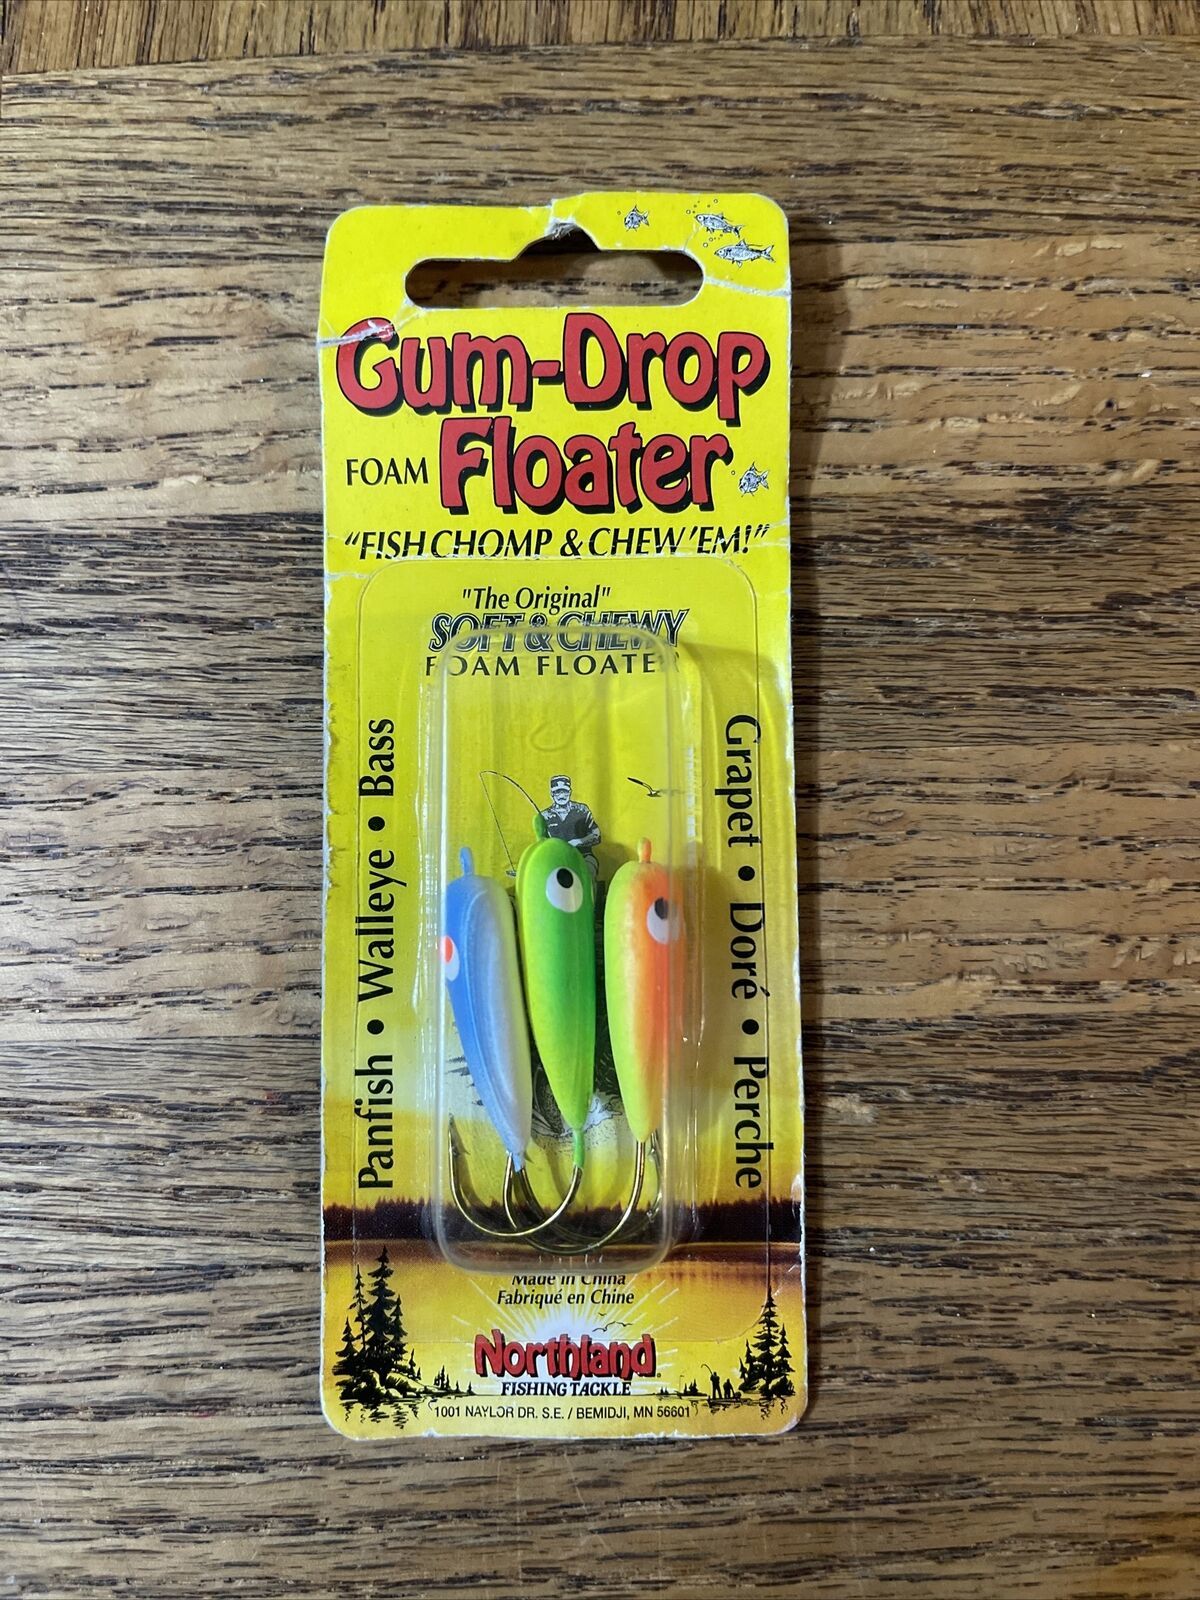 Gum-Drop
FOAM Floater
"FISH CHOMP & CHEW 'EM!"
"The Original"
SOFT & CHEWY
FOAM FLOATER
Panfish • Walleye • Bass
Grapet • Doré • Perche
Made in China
Fabriqué en Chine
Northland
FISHING TACKLE
1001 NAYLOR DR. S.E. / BEMIDJI, MN 56601